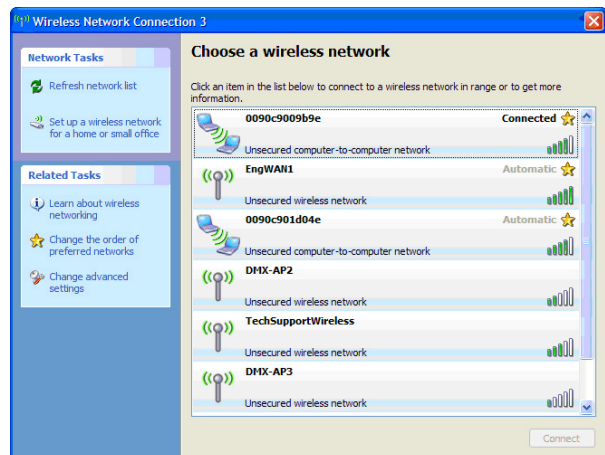 Wireless Network Connection 3
Network Tasks
Refresh network list
Set up a wireless network
for a home or small office
Related Tasks
Learn about wireless
networking
Change the order of
preferred networks
Change advanced
settings
Choose a wireless network
Click an item in the list below to connect to a wireless network in range or to get more
information.
0090c9009b9e Connected
Unsecured computer-to-computer network
EngWAN1 Automatic
Unsecured wireless network
0090c901d04e Automatic
Unsecured computer-to-computer network
DMX-AP2
Unsecured wireless network
TechSupportWireless
Unsecured wireless network
DMX-AP3
Unsecured wireless network
Connect